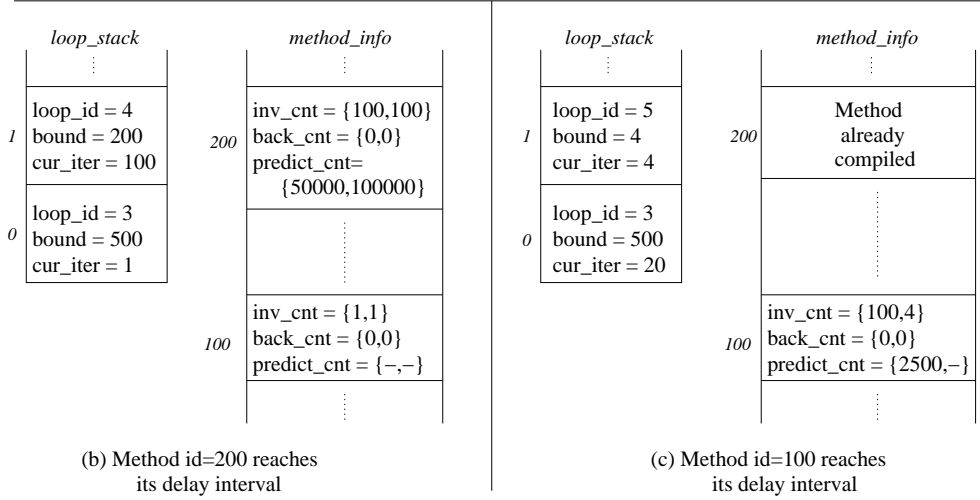 loop_stack
method_info
loop_id = 4
bound = 200
cur_iter = 100
1
loop_id = 3
bound = 500
cur_iter = 1
0
inv_cnt = {100,100}
back_cnt = {0,0}
predict_cnt=
{50000,100000}
200
inv_cnt = {1,1}
back_cnt = {0,0}
predict_cnt = {−,−}
100
(b) Method id=200 reaches
its delay interval
loop_stack
method_info
loop_id = 5
bound = 4
cur_iter = 4
1
loop_id = 3
bound = 500
cur_iter = 20
0
Method
already
compiled
200
inv_cnt = {100,4}
back_cnt = {0,0}
predict_cnt = {2500,−}
100
(c) Method id=100 reaches
its delay interval